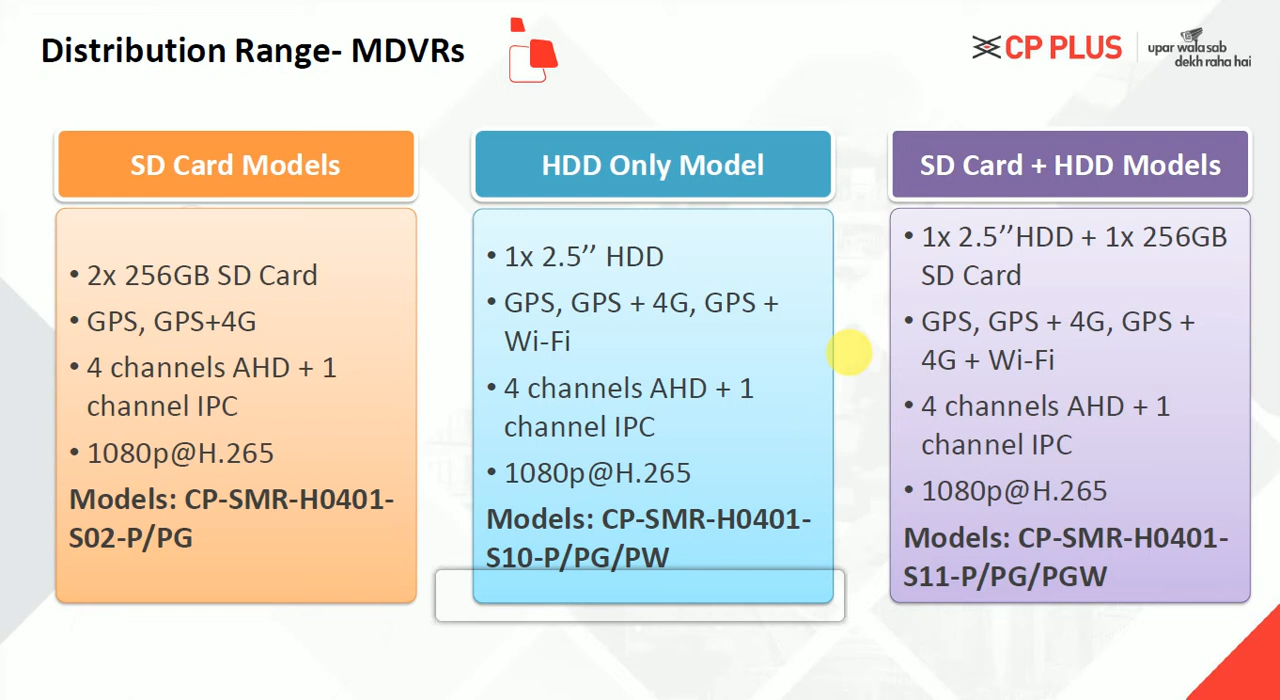 Distribution Range- MDVRs
CP PLUS
upar wala sab
dekh raha hai
SD Card Models
• 2x 256GB SD Card
• GPS, GPS+4G
• 4 channels AHD + 1
channel IPC
• 1080p@H.265
Models: CP-SMR-H0401-
S02-P/PG
HDD Only Model
• 1x 2.5’’ HDD
• GPS, GPS + 4G, GPS +
Wi-Fi
• 4 channels AHD + 1
channel IPC
• 1080p@H.265
Models: CP-SMR-H0401-
S10-P/PG/PW
SD Card + HDD Models
• 1x 2.5’’HDD + 1x 256GB
SD Card
• GPS, GPS + 4G, GPS +
4G + Wi-Fi
• 4 channels AHD + 1
channel IPC
• 1080p@H.265
Models: CP-SMR-H0401-
S11-P/PG/PGW